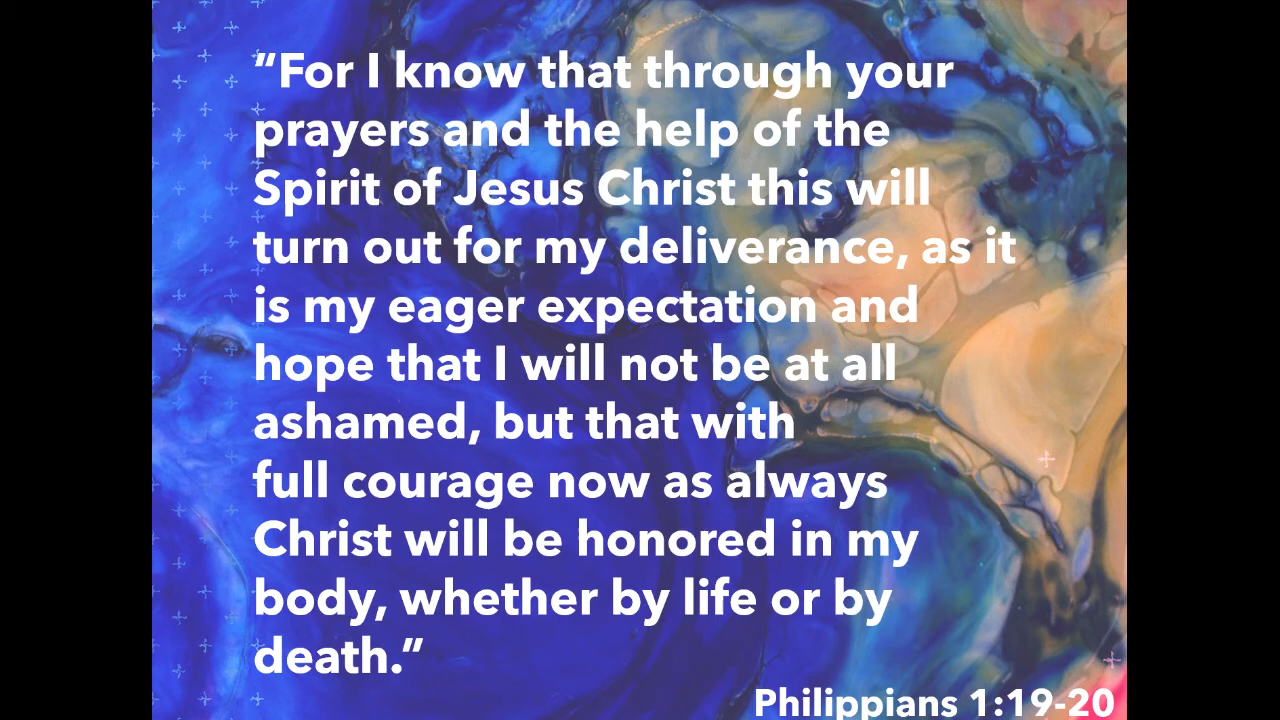 “For I know that through your
prayers and the help of the
Spirit of Jesus Christ this will
turn out for my deliverance, as it
is my eager expectation and
hope that I will not be at all
ashamed, but that with
full courage now as always
Christ will be honored in my
body, whether by life or by
death.”
Philippians 1:19-20